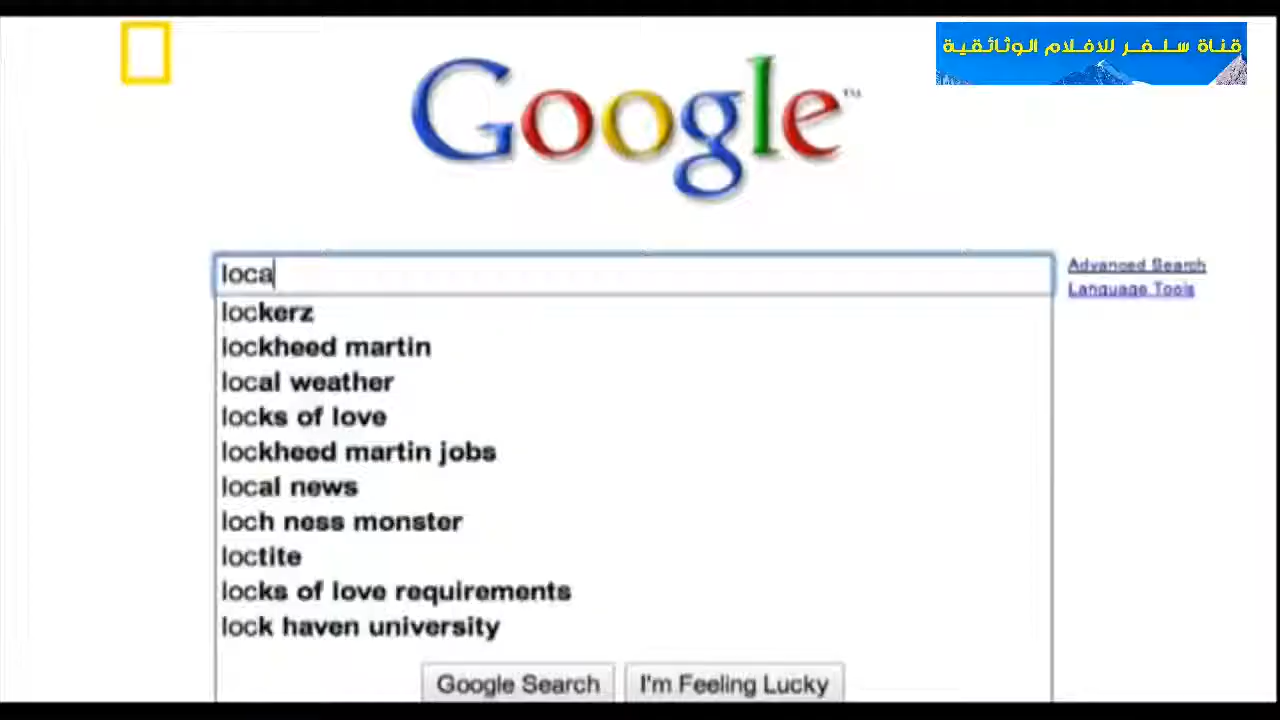 قناة سلفر للافلام الوثائقية
Google™
loca
Advanced Search
Language Tools
lockerz
lockheed martin
local weather
locks of love
lockheed martin jobs
local news
loch ness monster
loctite
locks of love requirements
lock haven university
Google Search
I'm Feeling Lucky